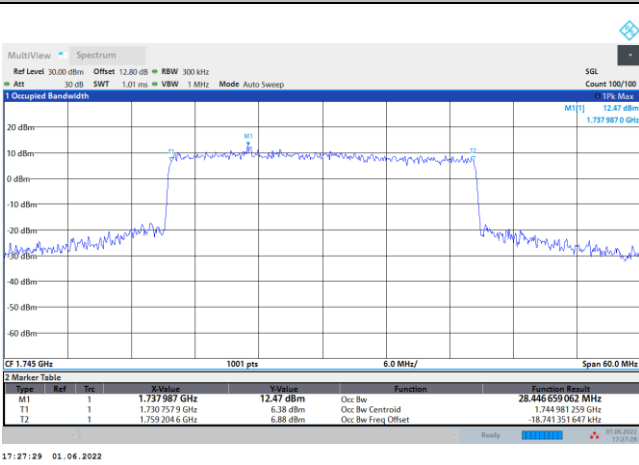 MultiView Spectrum
Ref Level 30.00 dBm Offset 12.80 dB RBW 300 kHz SGL
Att 30 dB SWT 1.01 ms VBW 1 MHz Mode Auto Sweep Count 100/100
1 Occupied Bandwidth 1Pk Max
M1[1] 12.47 dBm
1.737 987 0 GHz
20 dBm
M1
T1 T2
10 dBm
0 dBm
-10 dBm
-20 dBm
-30 dBm
-40 dBm
-50 dBm
-60 dBm
CF 1.745 GHz 1001 pts 6.0 MHz/ Span 60.0 MHz
2 Marker Table
Type Ref Trc X-Value Y-Value Function Function Result
M1 1 1.737 987 GHz 12.47 dBm Occ Bw 28.446 659 062 MHz
T1 1 1.730 757 9 GHz 6.38 dBm Occ Bw Centroid 1.744 981 259 GHz
T2 1 1.759 204 6 GHz 6.88 dBm Occ Bw Freq Offset -18.741 351 647 kHz
Ready 01.06.2022
17:27:28
17:27:29 01.06.2022